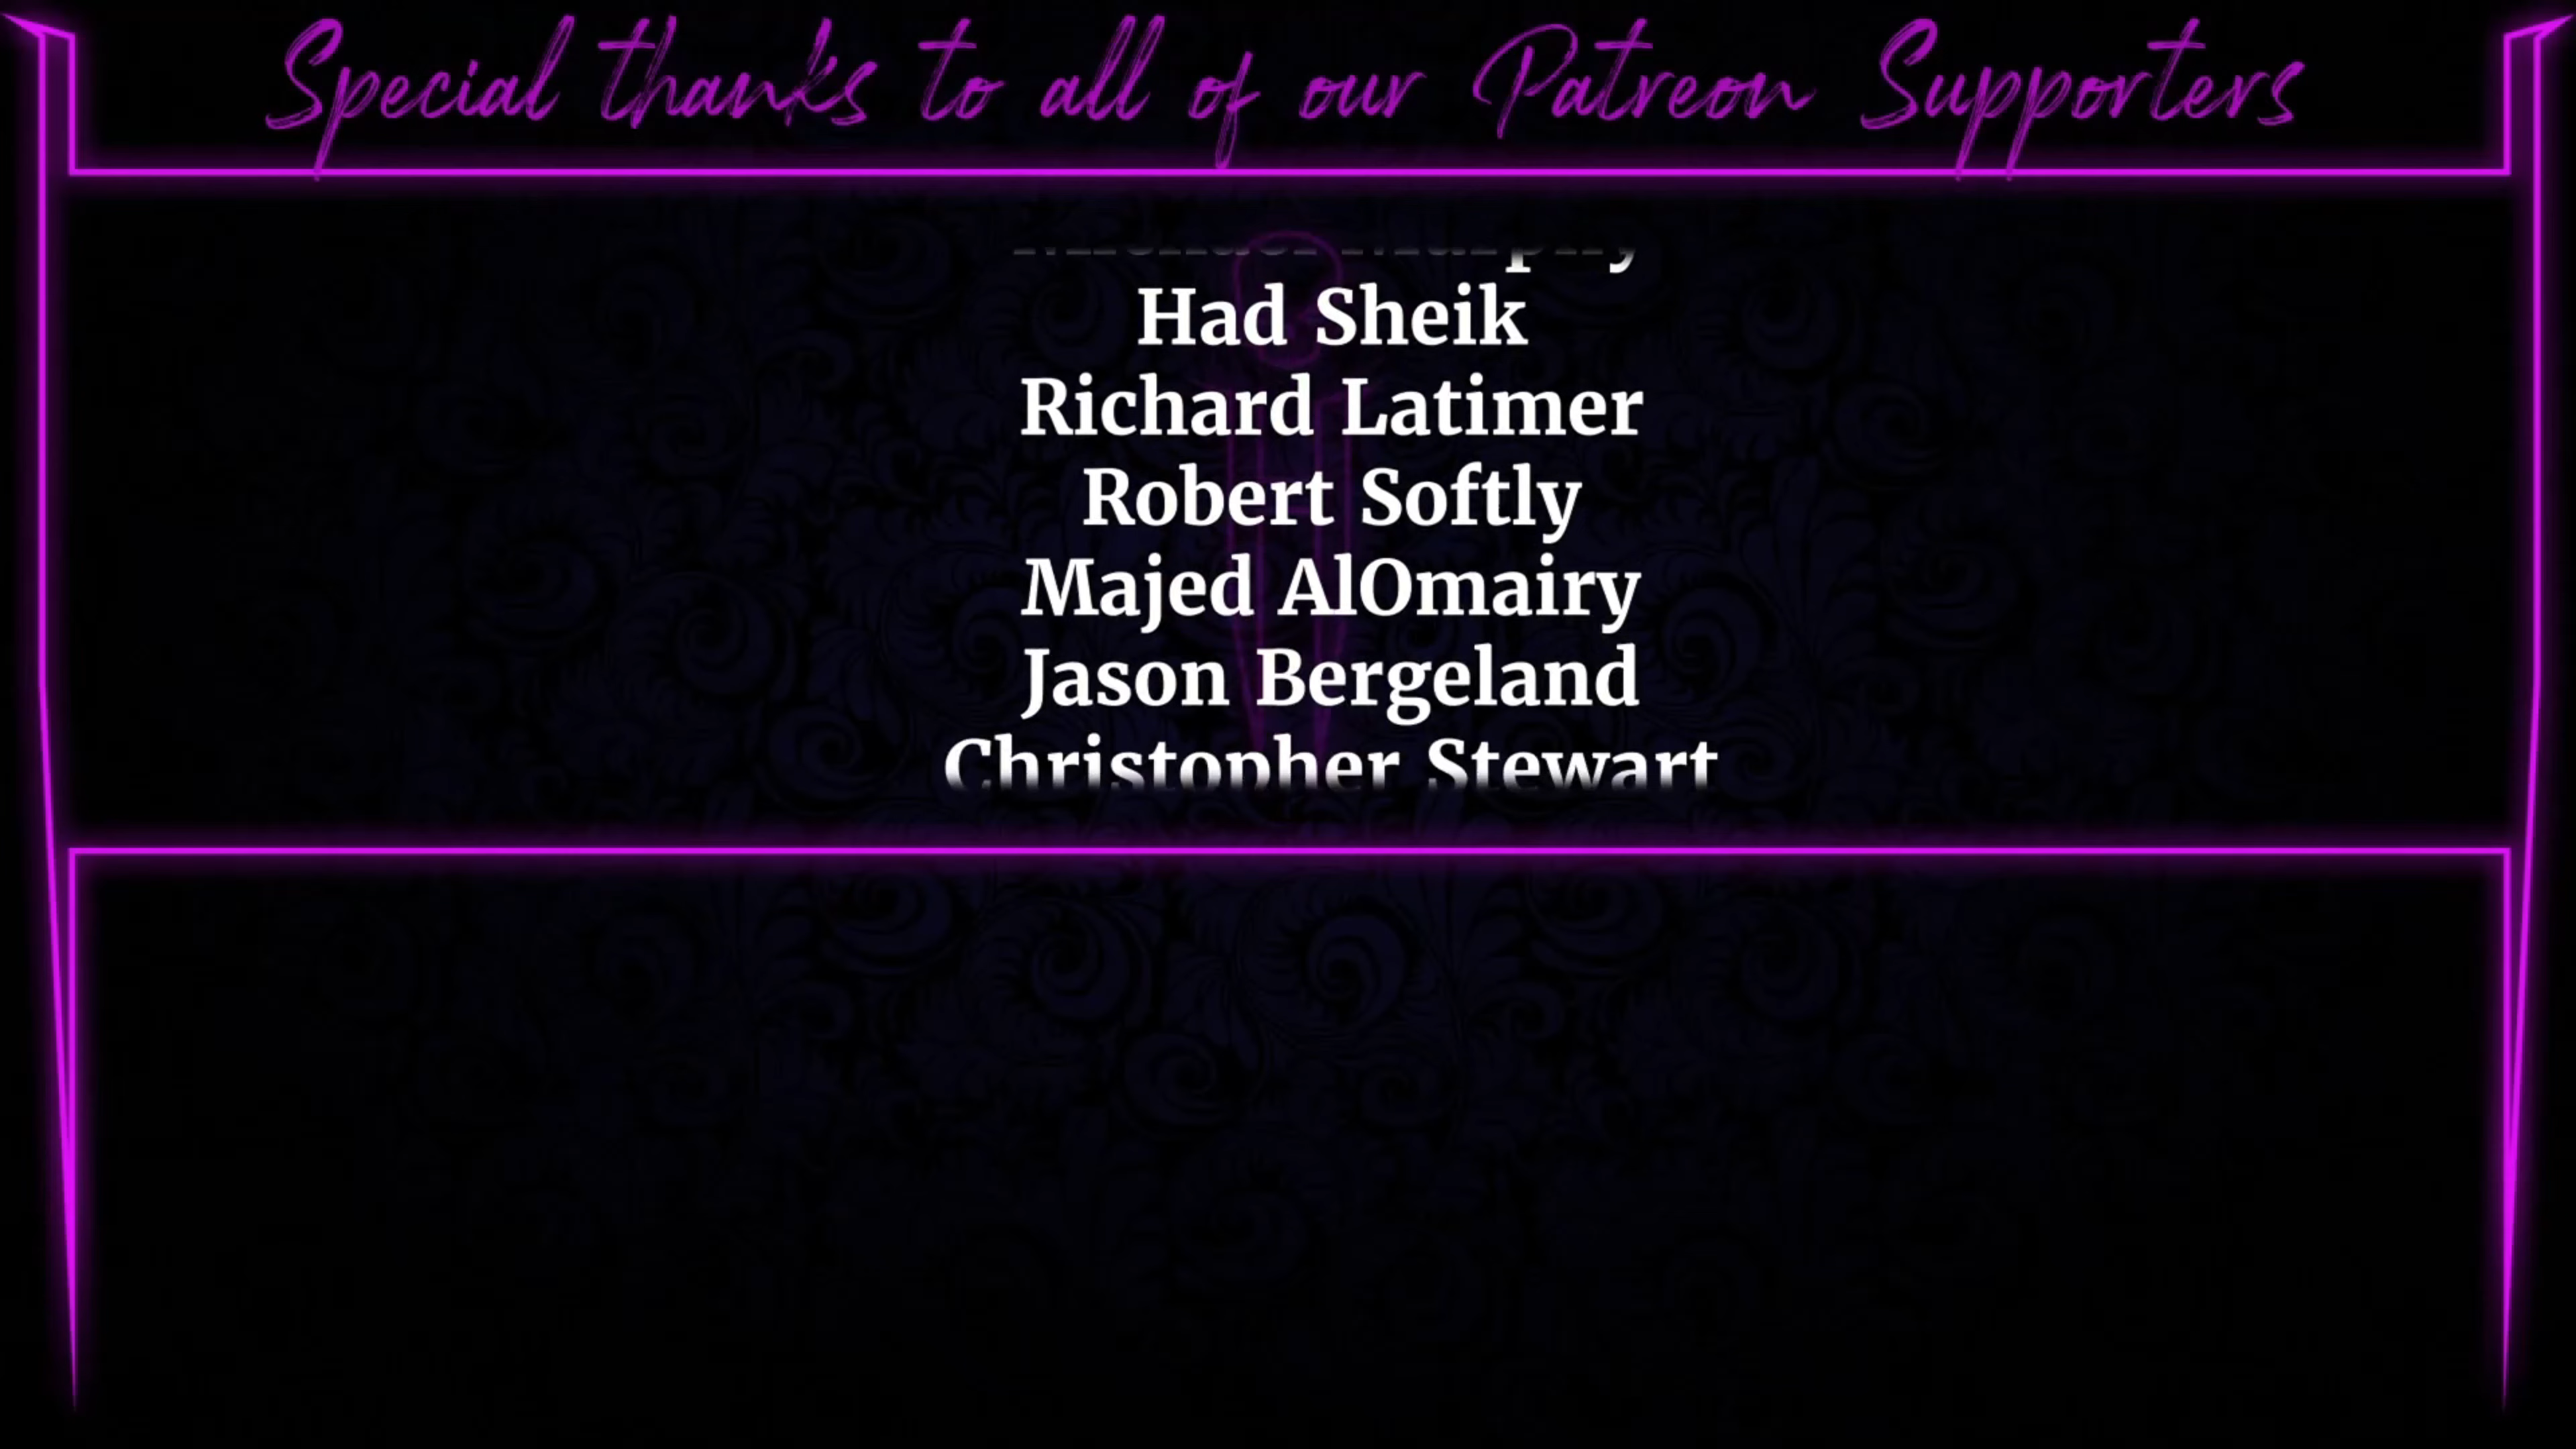 Special thanks to all of our Patreon Supporters
Had Sheik
Richard Latimer
Robert Softly
Majed AlOmairy
Jason Bergeland
Christopher Stewart